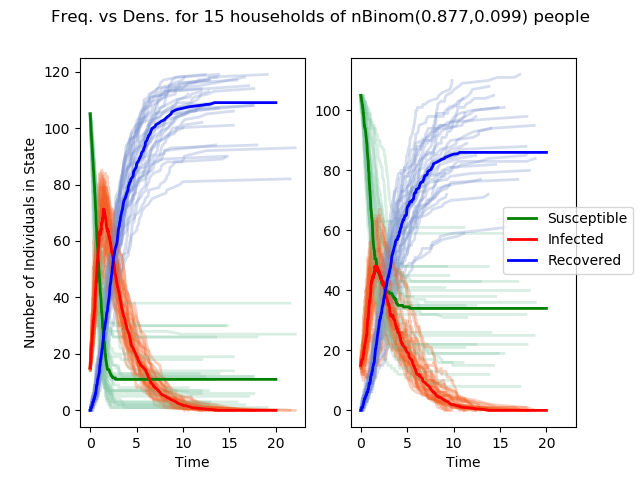 Freq. vs Dens. for 15 households of nBinom(0.877,0.099) people
Number of Individuals in State
120
100
80
60
40
20
0
0 5 10 15 20
Time
100
80
60
40
20
0
0 5 10 15 20
Time
Susceptible
Infected
Recovered